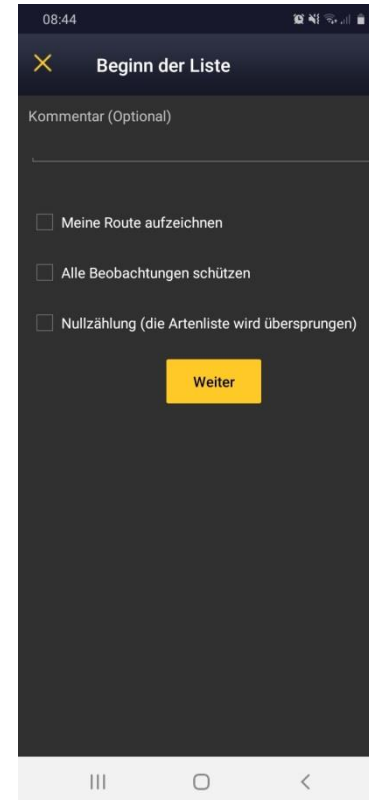 08:44
Beginn der Liste
Kommentar (Optional)
Meine Route aufzeichnen
Alle Beobachtungen schützen
Nullzählung (die Artenliste wird übersprungen)
Weiter